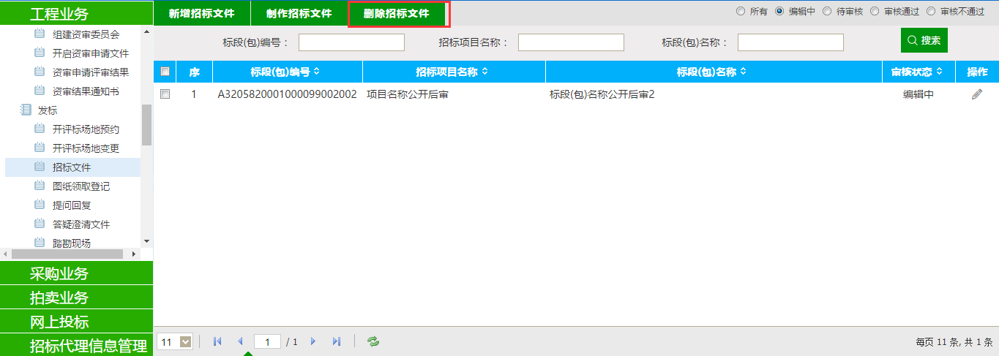 工程业务
组建资审委员会
开启资审申请文件
资审申请评审结果
资审结果通知书
发标
开评标场地预约
开评标场地变更
招标文件
图纸领取登记
提问回复
答疑澄清文件
踏勘现场
采购业务
拍卖业务
网上投标
招标代理信息管理
新增招标文件 制作招标文件 删除招标文件 所有 编辑中 待审核 审核通过 审核不通过
标段(包)编号： 招标项目名称： 标段(包)名称： 搜索
序 标段(包)编号 招标项目名称 标段(包)名称 审核状态 操作
1 A3205820001000099002002 项目名称公开后审 标段(包)名称公开后审2 编辑中
11 1 / 1 每页 11 条, 共 1 条